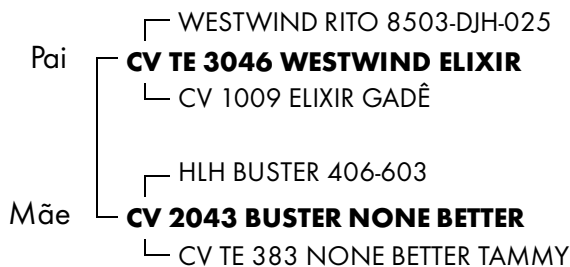 WESTWIND RITO 8503-DJH-025
Pai CV TE 3046 WESTWIND ELIXIR
CV 1009 ELIXIR GADÊ
HLH BUSTER 406-603
Mãe CV 2043 BUSTER NONE BETTER
CV TE 383 NONE BETTER TAMMY